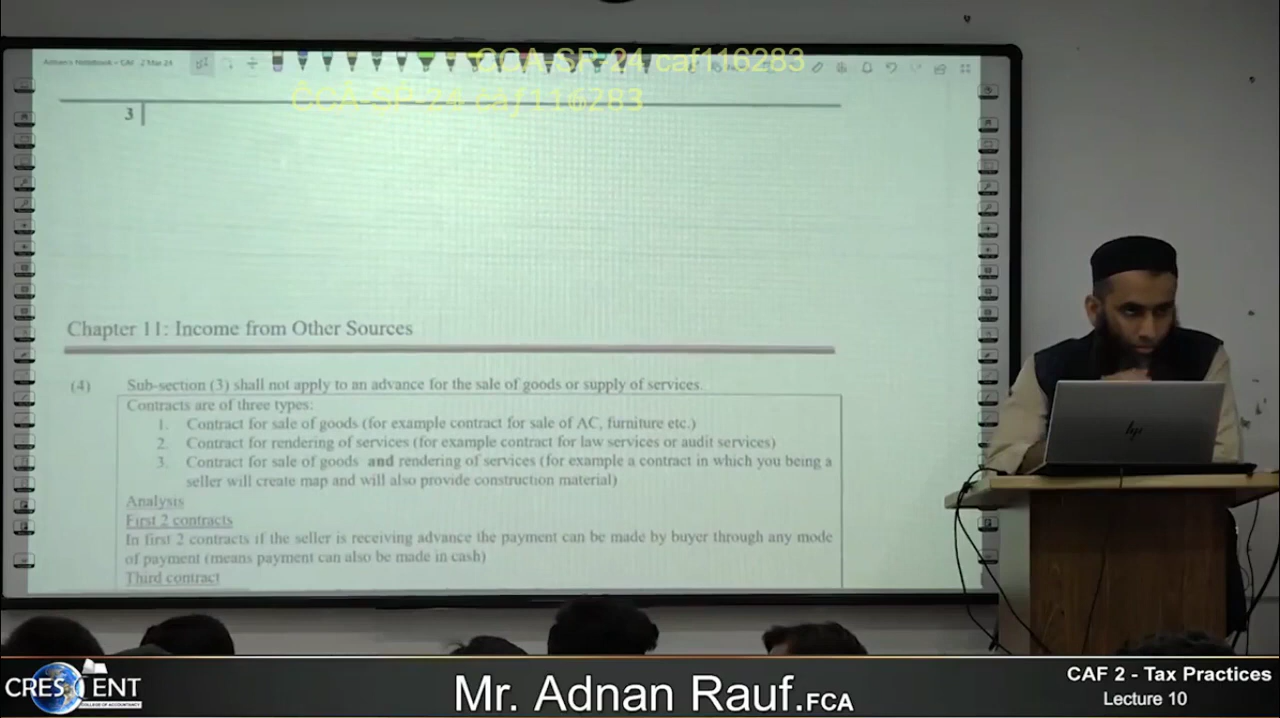 Adnan's Notebook - CAF 2 Mar 24
CCA-SP-24 caf116283
CCA-SP-24 caf116283
3
Chapter 11: Income from Other Sources
(4) Sub-section (3) shall not apply to an advance for the sale of goods or supply of services.
Contracts are of three types:
1. Contract for sale of goods (for example contract for sale of AC, furniture etc.)
2. Contract for rendering of services (for example contract for law services or audit services)
3. Contract for sale of goods and rendering of services (for example a contract in which you being a
seller will create map and will also provide construction material)
Analysis
First 2 contracts
In first 2 contracts if the seller is receiving advance the payment can be made by buyer through any mode
of payment (means payment can also be made in cash)
Third contract
hp
CRESCENT
COLLEGE OF ACCOUNTANCY
Mr. Adnan Rauf.FCA
CAF 2 - Tax Practices
Lecture 10